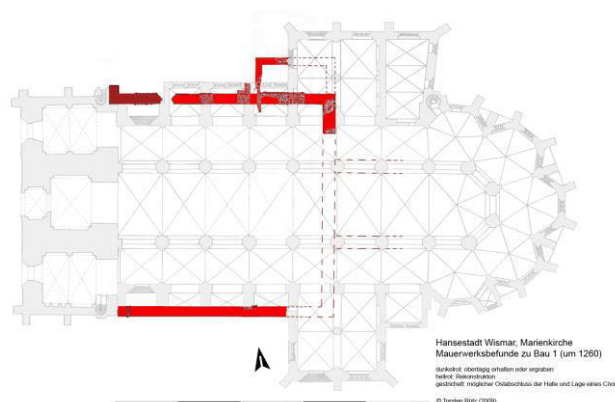 Hansestadt Wismar, Marienkirche
Mauerwerksbefunde zu Bau 1 (um 1260)
dunkelrot: obertägig erhalten oder ergraben
hellrot: Rekonstruktion
gestrichelt: möglicher Ostabschluss der Halle und Lage eines Chor
© Torsten Rütz (2009)